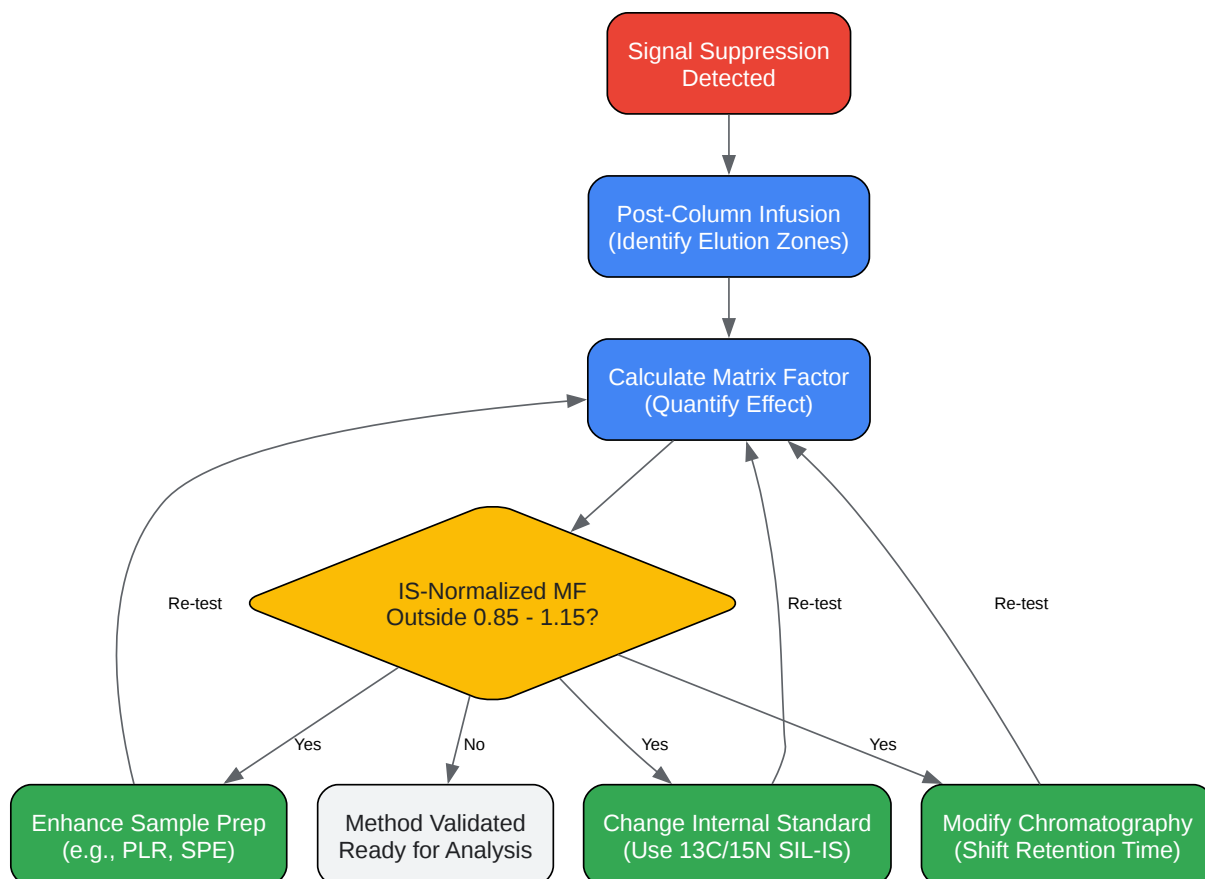 Signal Suppression
Detected
Post-Column Infusion
(Identify Elution Zones)
Calculate Matrix Factor
(Quantify Effect)
IS-Normalized MF
Outside 0.85 - 1.15?
Re-test
Re-test
Re-test
Yes
No
Yes
Yes
Enhance Sample Prep
(e.g., PLR, SPE)
Method Validated
Ready for Analysis
Change Internal Standard
(Use 13C/15N SIL-IS)
Modify Chromatography
(Shift Retention Time)